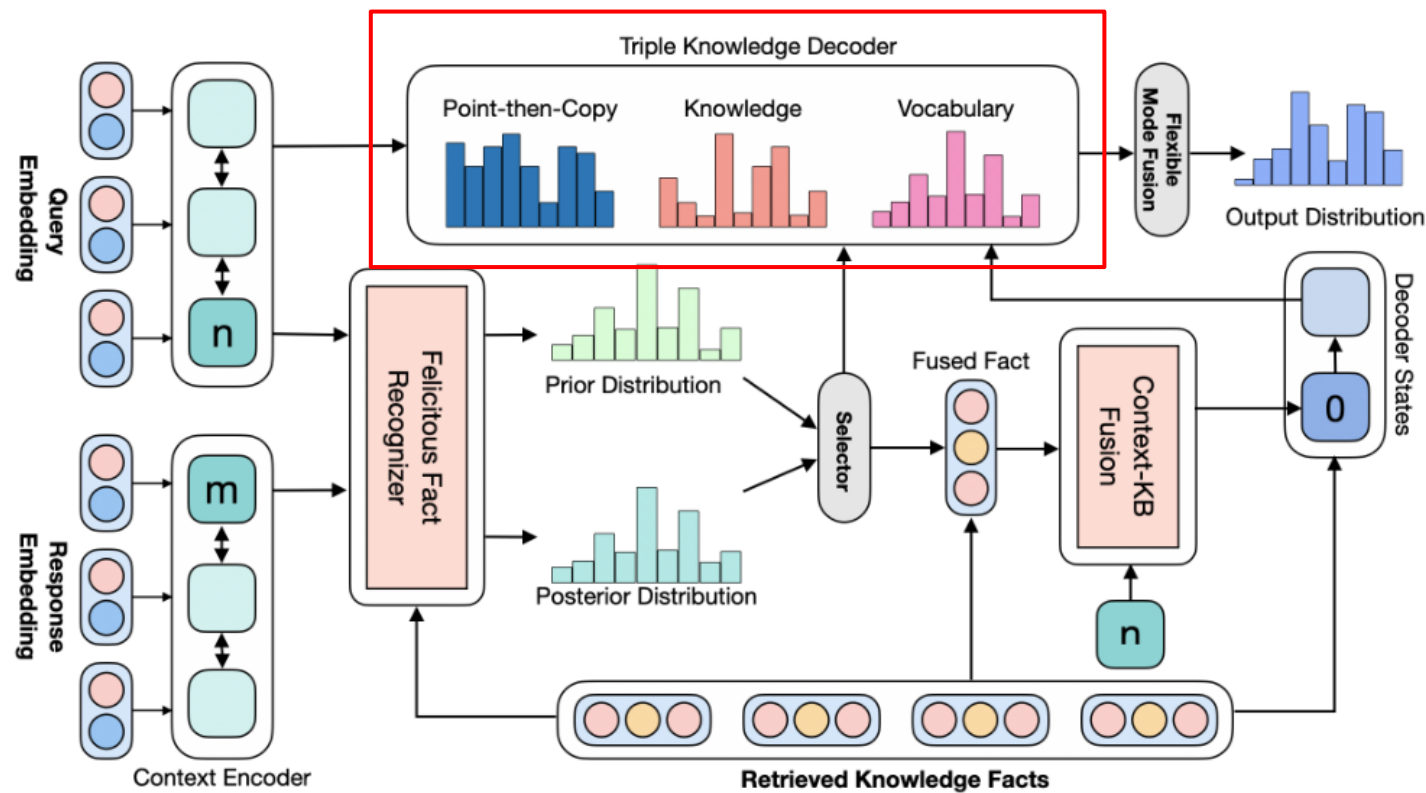 Triple Knowledge Decoder
Point-then-Copy
Knowledge
Vocabulary
Flexible
Mode Fusion
Output Distribution
Query
Embedding
n
Felicitous Fact
Recognizer
Prior Distribution
Selector
Fused Fact
Context-KB
Fusion
0
Decoder States
Response
Embedding
m
Posterior Distribution
n
Context Encoder
Retrieved Knowledge Facts